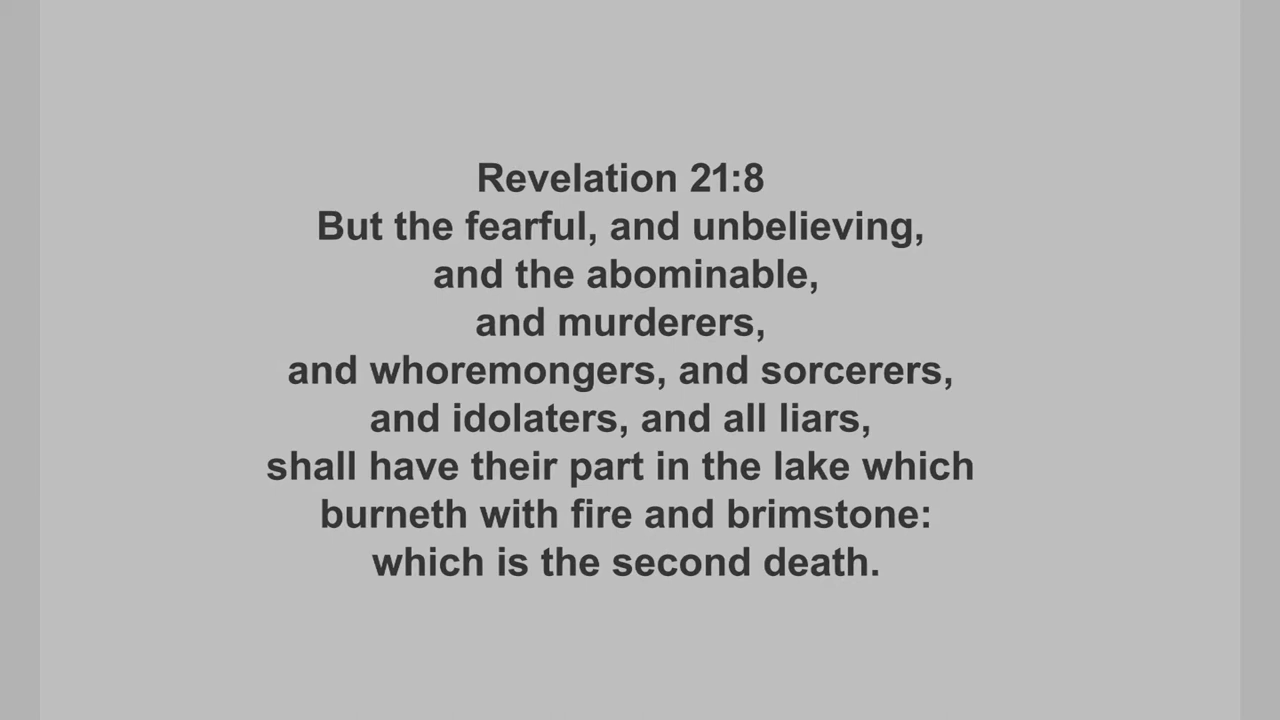 Revelation 21:8
But the fearful, and unbelieving,
and the abominable,
and murderers,
and whoremongers, and sorcerers,
and idolaters, and all liars,
shall have their part in the lake which
burneth with fire and brimstone:
which is the second death.